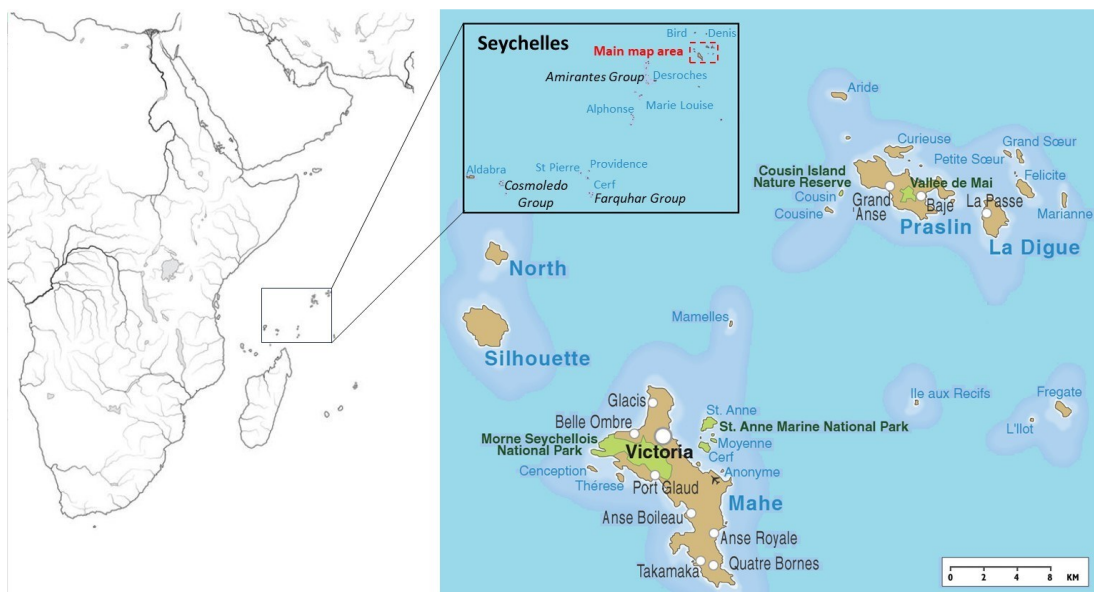 Seychelles
Bird
Denis
Main map area
Amirantes Group
Desroches
Alphonse
Marie Louise
Aldabra
St Pierre
Providence
Cosmoledo
Group
Cerf
Farquhar Group
Aride
Curieuse
Grand Sœur
Petite Sœur
Cousin Island
Nature Reserve
Vallée de Mai
Felicite
Cousin
Grand
Anse
Baje
La Passe
Marianne
Cousine
Praslin
La Digue
North
Silhouette
Mamelles
Glacis
Belle Ombre
St. Anne
St. Anne Marine National Park
Ile aux Recifs
Fregate
L'Ilot
Morne Seychellois
National Park
Victoria
Moyenne
Cerf
Cenception
Anonyme
Thérese
Port Glaud
Mahe
Anse Boileau
Anse Royale
Takamaka
Quatre Bornes
0 2 4 8 KM